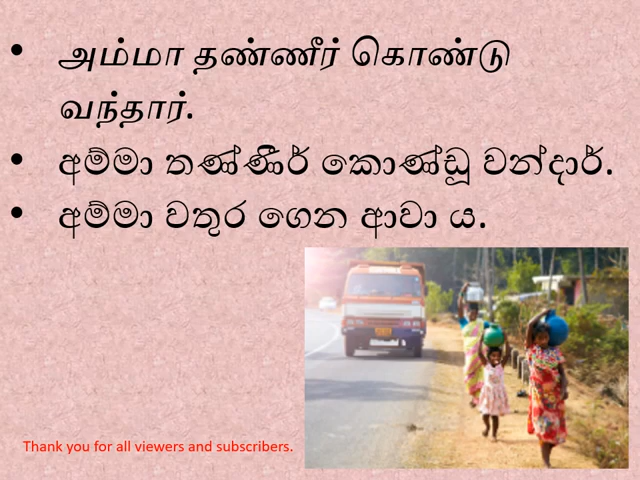 • அம்மா தண்ணீர் கொண்டு
வந்தார்.
• අම්මා තණ්ණීර් කොණ්ඩූ වන්දාර්.
• අම්මා වතුර ගෙන ආවා ය.
Thank you for all viewers and subscribers.